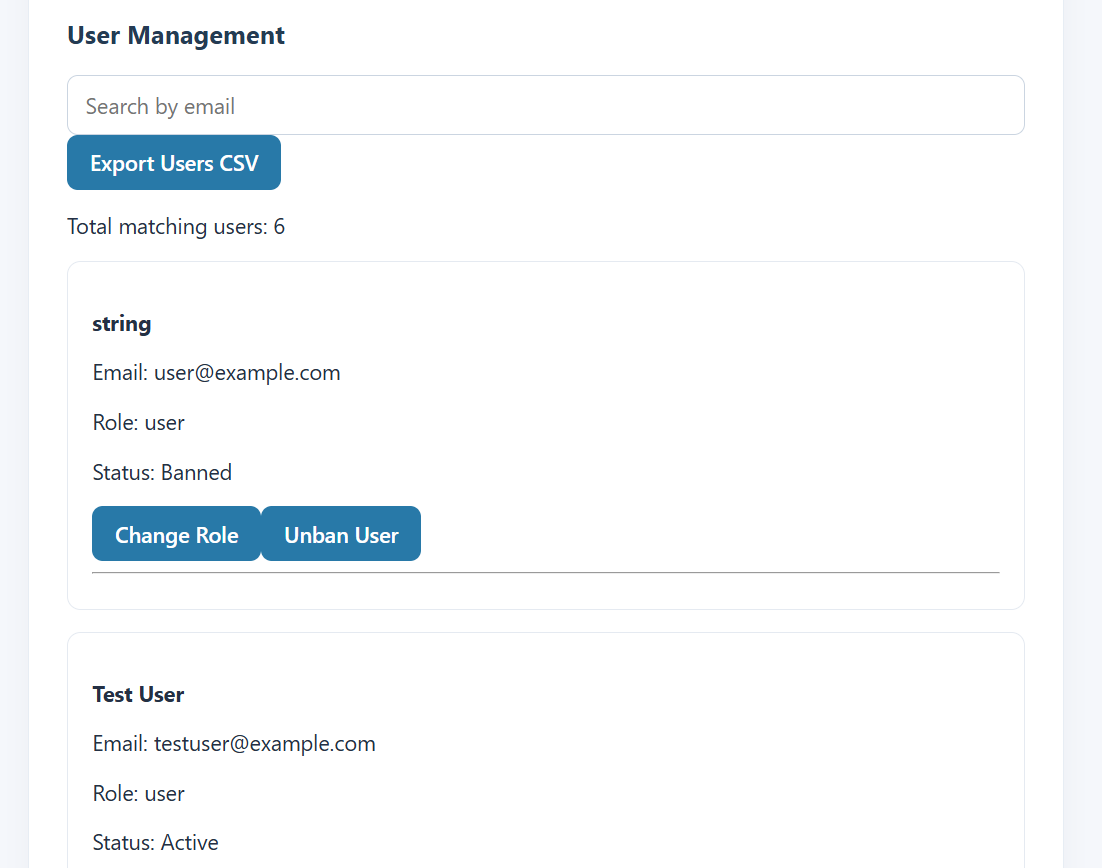 User Management
Search by email
Export Users CSV
Total matching users: 6
string
Email: user@example.com
Role: user
Status: Banned
Change Role Unban User
Test User
Email: testuser@example.com
Role: user
Status: Active